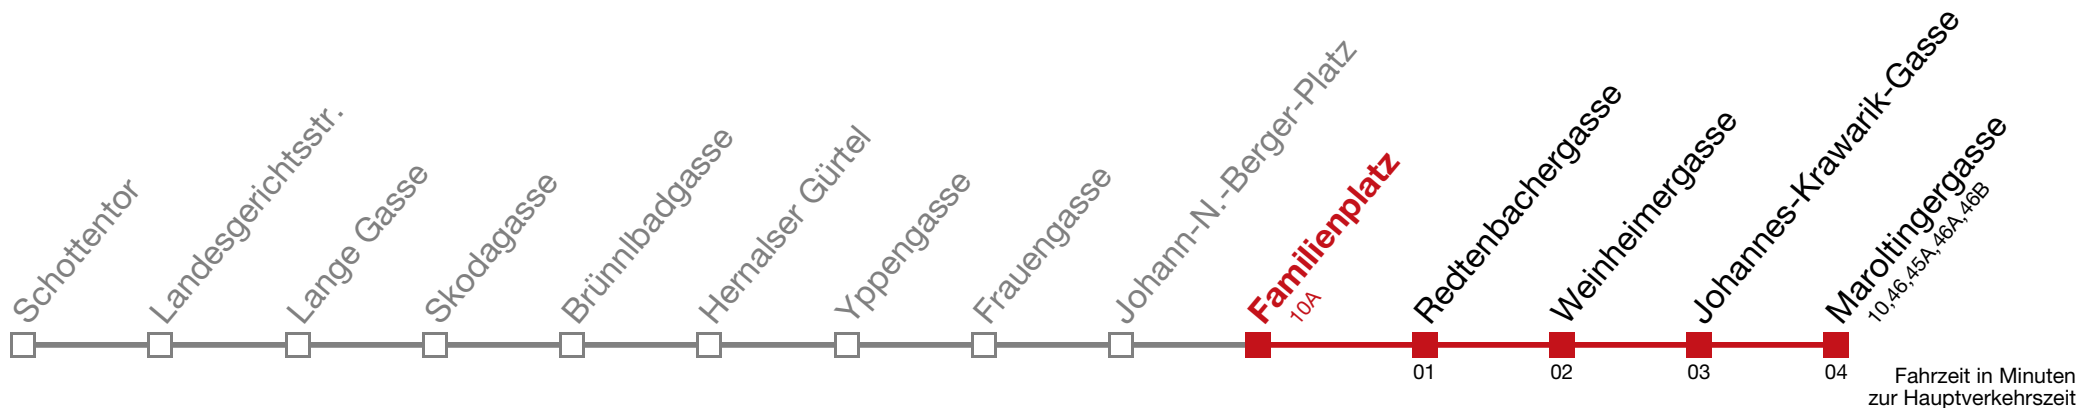 Schottentor
Landesgerichtsstr.
Lange Gasse
Skodagasse
Brünnlbadgasse
Hernalser Gürtel
Yppengasse
Frauengasse
Johann-N.-Berger-Platz
Familienplatz
10A
Redtenbachergasse
Weinheimergasse
Johannes-Krawarik-Gasse
Maroltingergasse
10,46,45A,46A,46B
01
02
03
04
Fahrzeit in Minuten
zur Hauptverkehrszeit